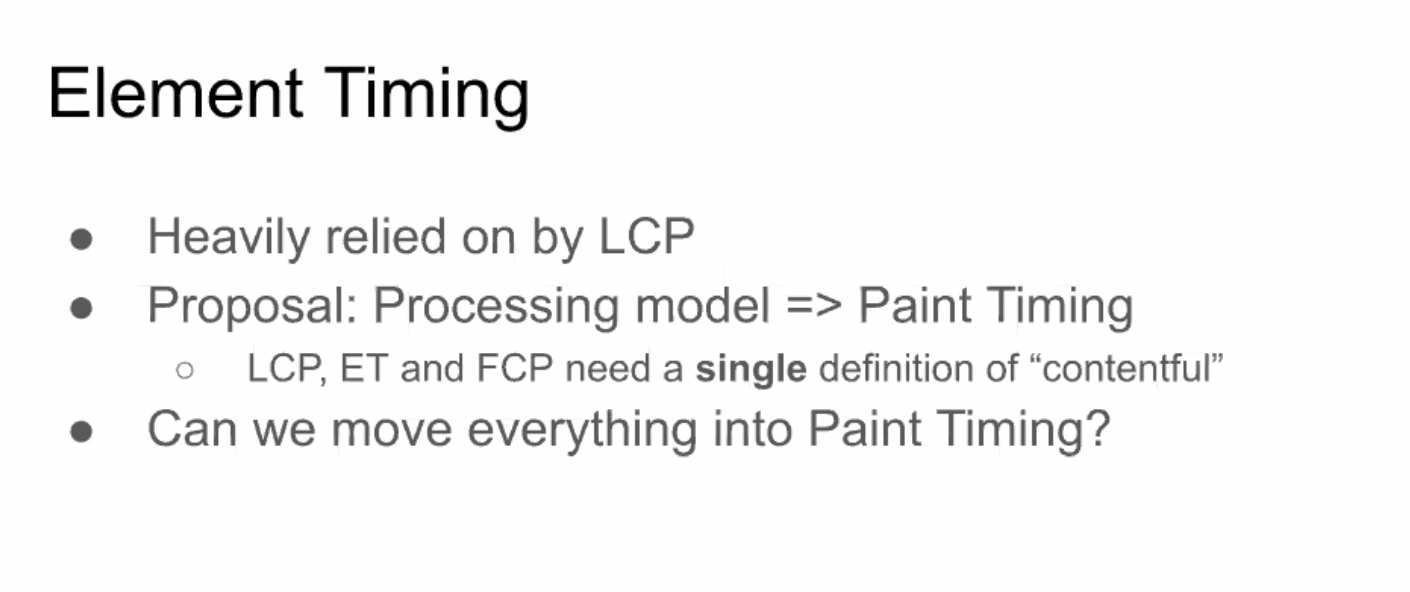 Element Timing
● Heavily relied on by LCP
● Proposal: Processing model => Paint Timing
○ LCP, ET and FCP need a single definition of “contentful”
● Can we move everything into Paint Timing?